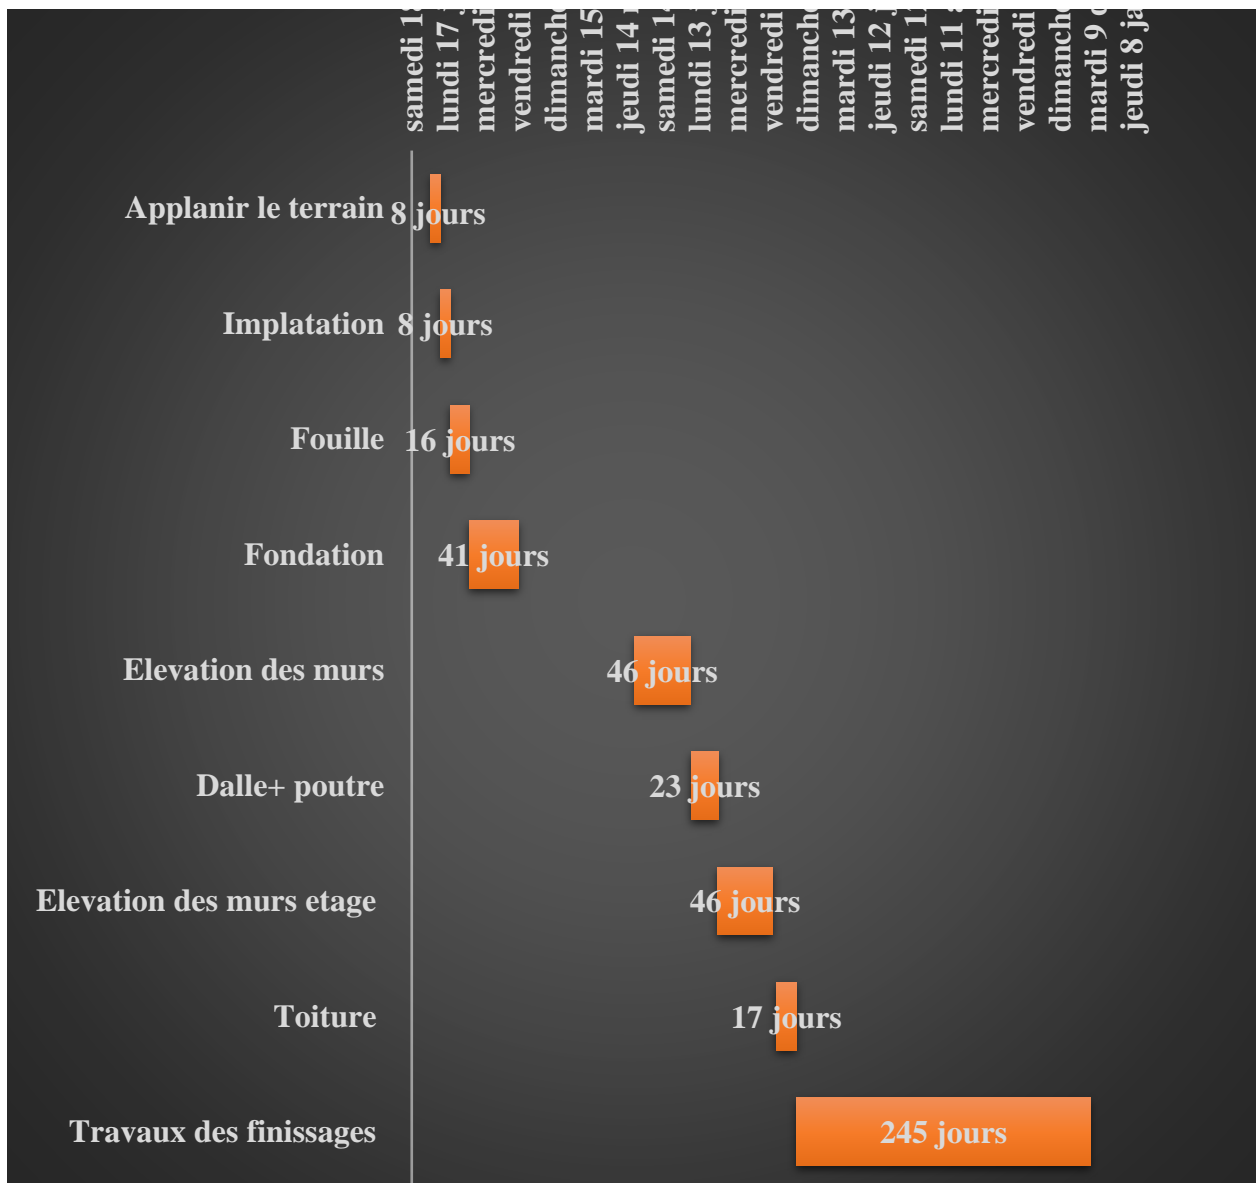 samedi 18
lundi 17
mercredi
vendredi
dimanche
mardi 15
jeudi 14
samedi 14
lundi 13
mercredi
vendredi
dimanche
mardi 13
jeudi 12
samedi
lundi 11
mercredi
vendredi
dimanche
mardi 9
jeudi 8 ja
Applanir le terrain 8 jours
Implatation 8 jours
Fouille 16 jours
Fondation 41 jours
Elevation des murs 46 jours
Dalle+ poutre 23 jours
Elevation des murs etage 46 jours
Toiture 17 jours
Travaux des finissages 245 jours